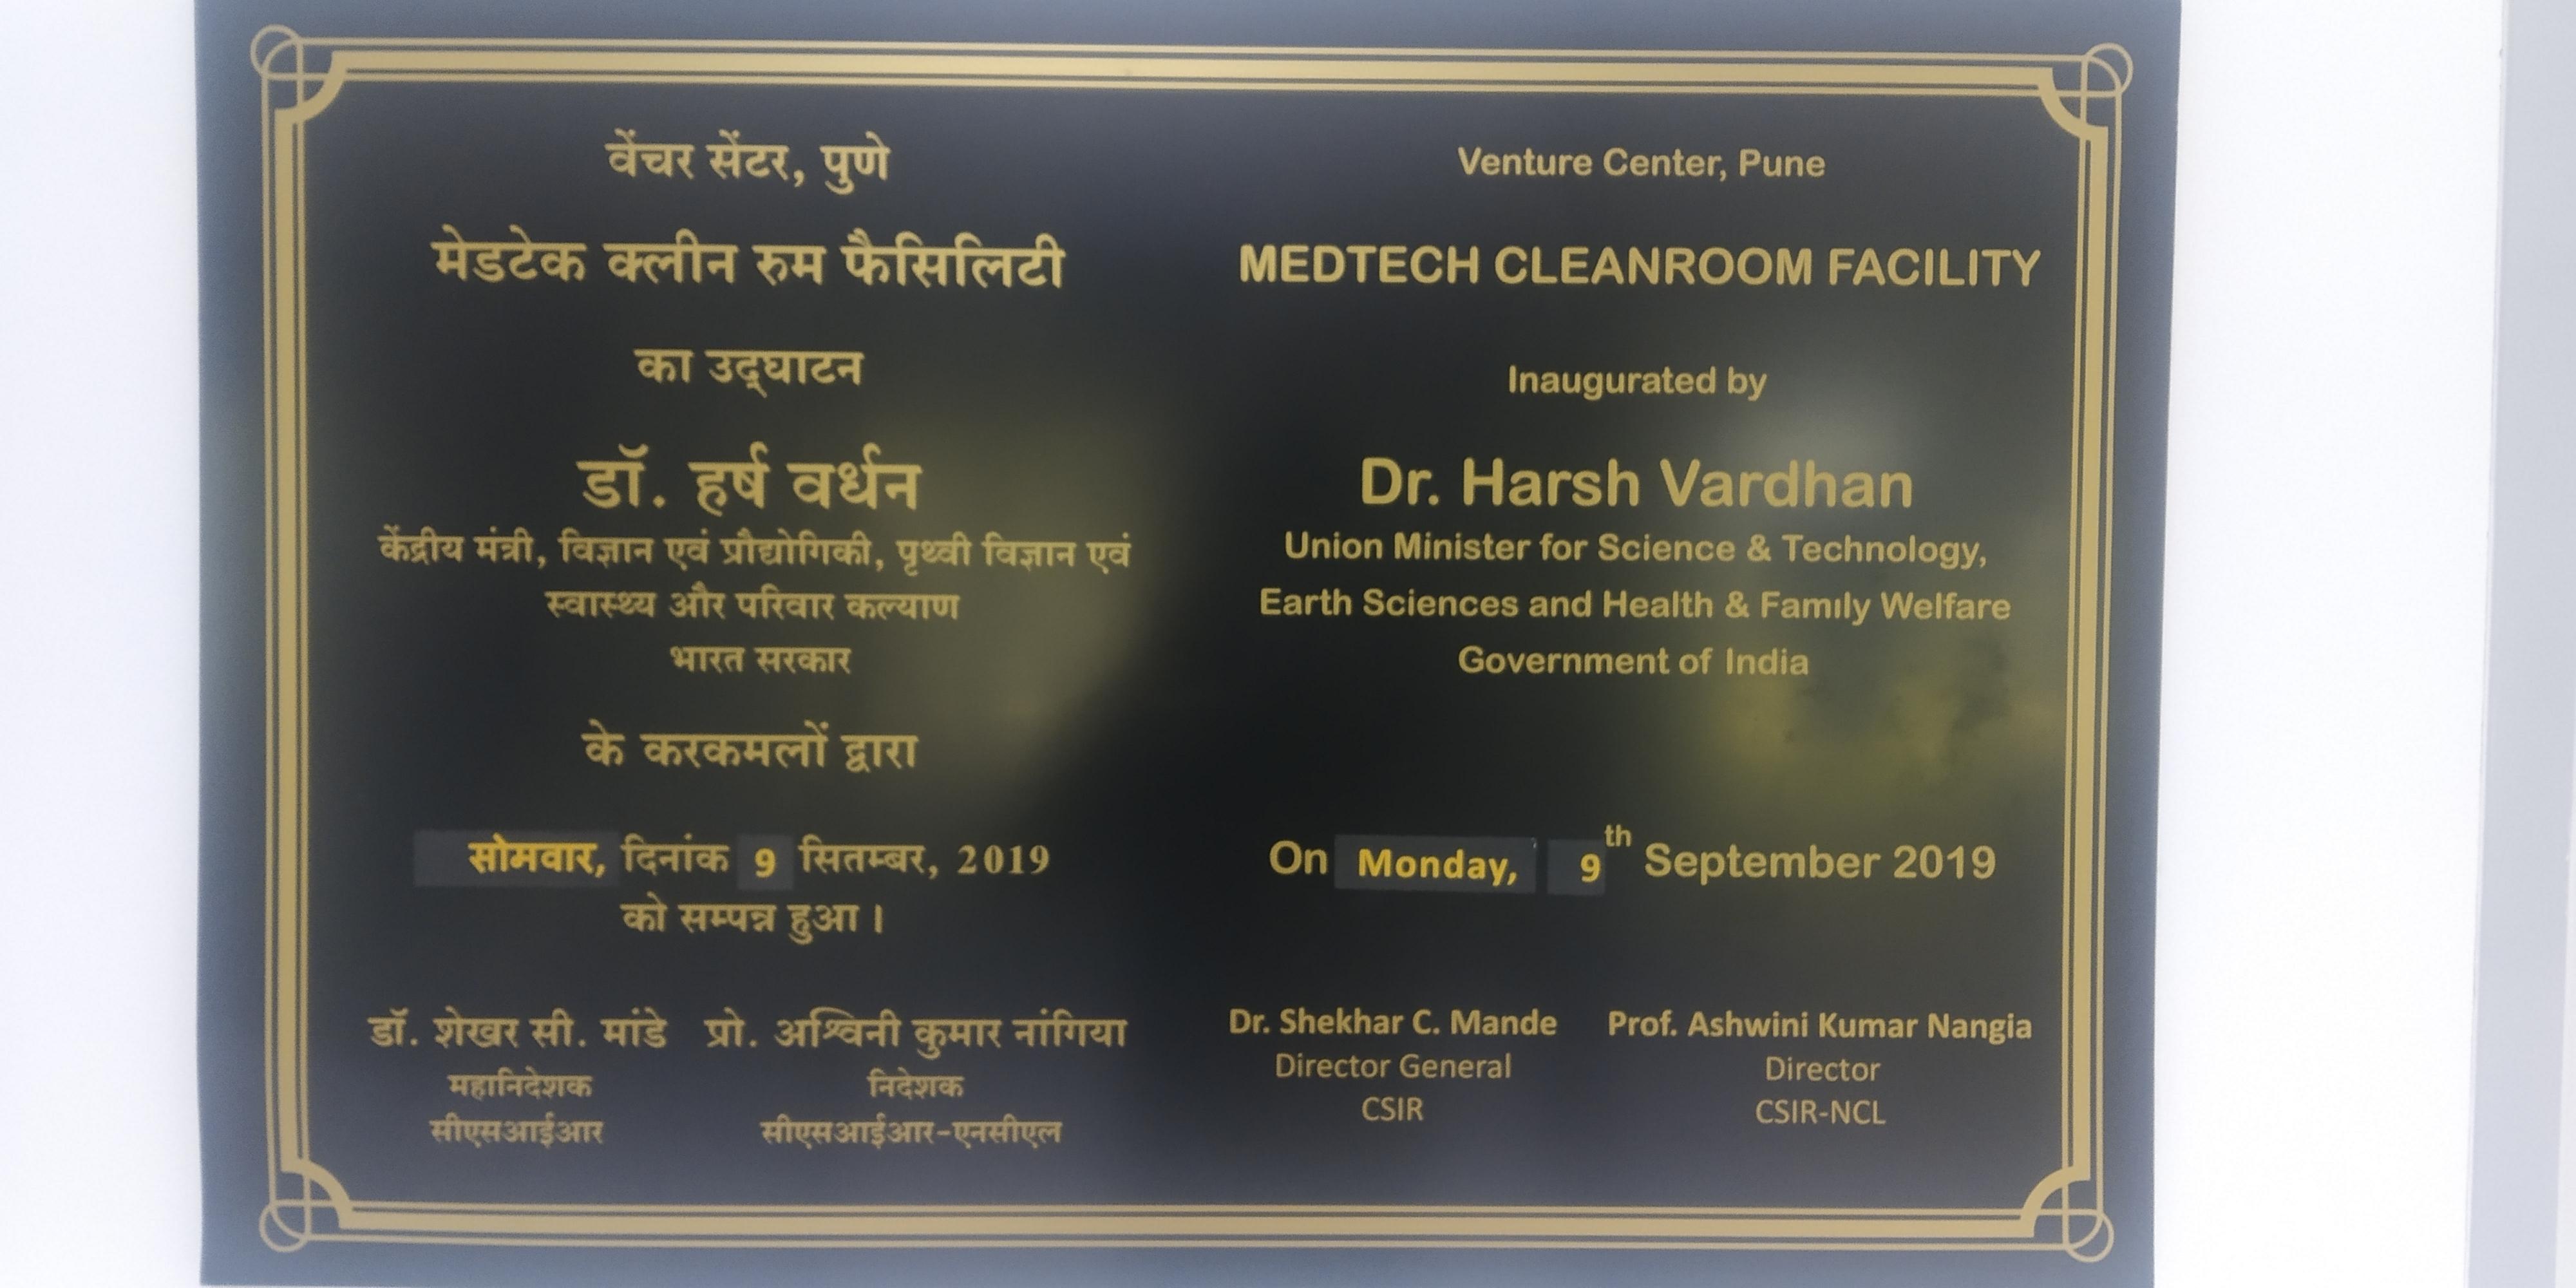 वेंचर सेंटर, पुणे
मेडटेक क्लीन रुम फैसिलिटी
का उद्‌घाटन
डॉ. हर्ष वर्धन
केंद्रीय मंत्री, विज्ञान एवं प्रौद्योगिकी, पृथ्वी विज्ञान एवं
स्वास्थ्य और परिवार कल्याण
भारत सरकार
के करकमलों द्वारा
सोमवार, दिनांक 9 सितम्बर, 2019
को सम्पन्न हुआ।
डॉ. शेखर सी. मांडे
महानिदेशक
सीएसआईआर
प्रो. अश्विनी कुमार नांगिया
निदेशक
सीएसआईआर-एनसीएल
Venture Center, Pune
MEDTECH CLEANROOM FACILITY
Inaugurated by
Dr. Harsh Vardhan
Union Minister for Science & Technology,
Earth Sciences and Health & Family Welfare
Government of India
On Monday, 9th September 2019
Dr. Shekhar C. Mande
Director General
CSIR
Prof. Ashwini Kumar Nangia
Director
CSIR-NCL